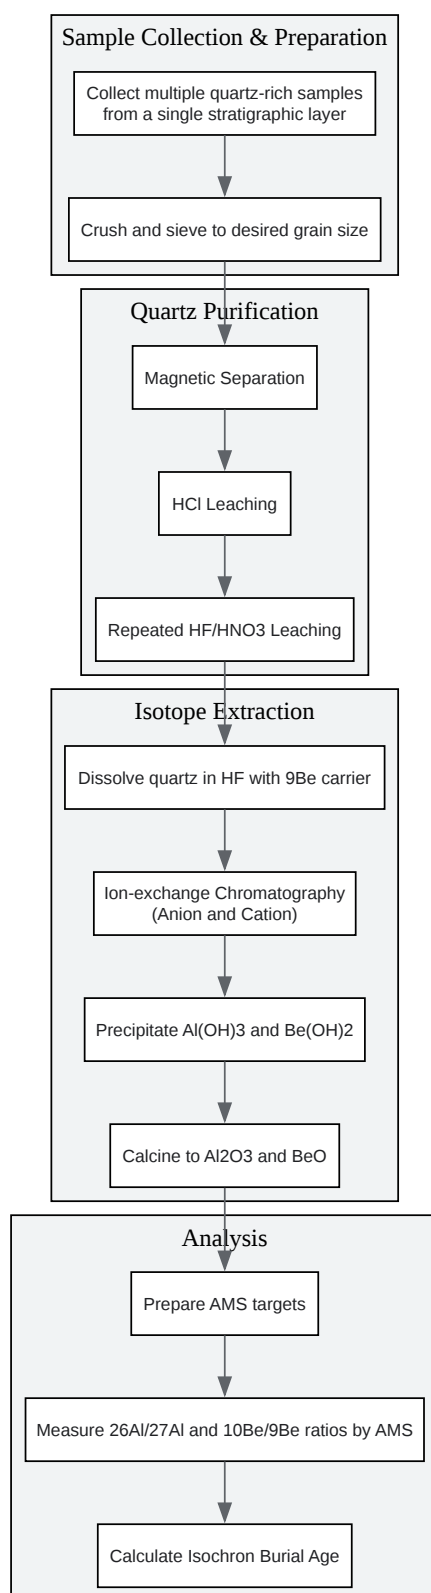 Sample Collection & Preparation
Collect multiple quartz-rich samples
from a single stratigraphic layer
Crush and sieve to desired grain size
Quartz Purification
Magnetic Separation
HCl Leaching
Repeated HF/HNO3 Leaching
Isotope Extraction
Dissolve quartz in HF with 9Be carrier
Ion-exchange Chromatography
(Anion and Cation)
Precipitate Al(OH)3 and Be(OH)2
Calcine to Al2O3 and BeO
Analysis
Prepare AMS targets
Measure 26Al/27Al and 10Be/9Be ratios by AMS
Calculate Isochron Burial Age